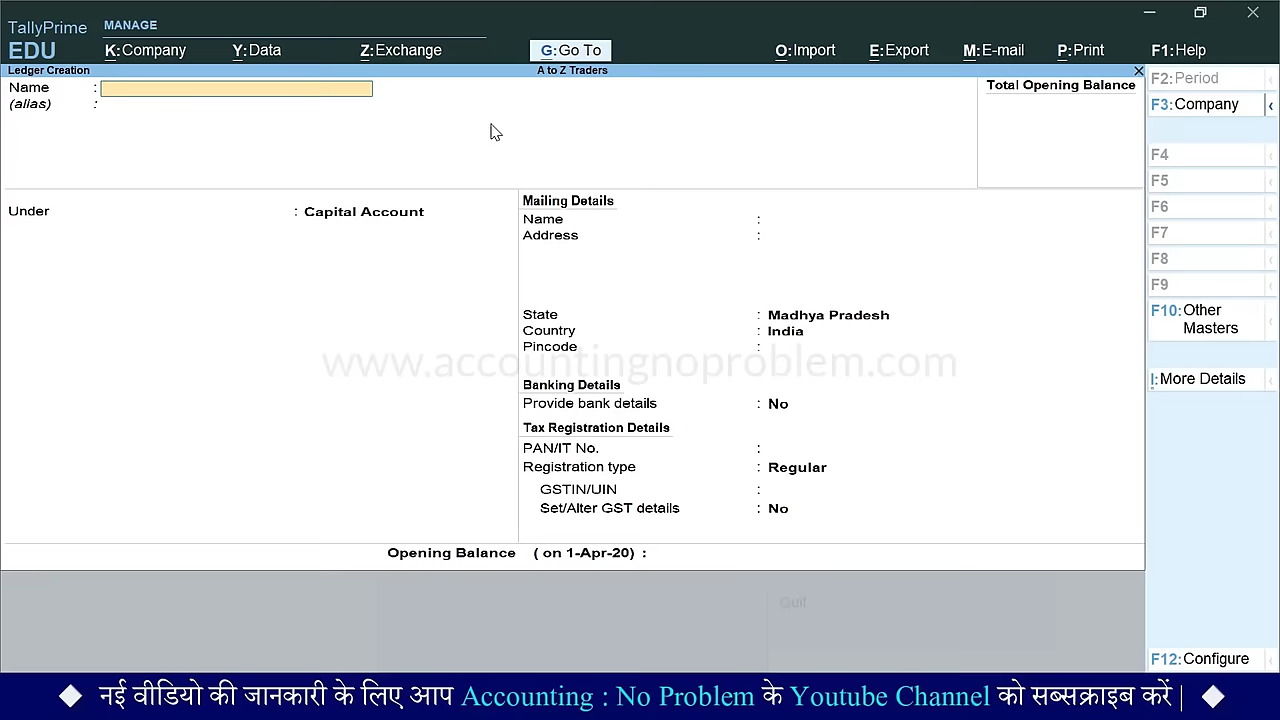 TallyPrime MANAGE
EDU K:Company Y:Data Z:Exchange G:Go To O:Import E:Export M:E-mail P:Print F1:Help
Ledger Creation A to Z Traders
Name :
(alias) :
Total Opening Balance
Under : Capital Account
Mailing Details
Name :
Address :
State : Madhya Pradesh
Country : India
Pincode :
www.accountingnoproblem.com
Banking Details
Provide bank details : No
Tax Registration Details
PAN/IT No. :
Registration type : Regular
GSTIN/UIN :
Set/Alter GST details : No
Opening Balance ( on 1-Apr-20) :
Quit
F2:Period
F3:Company
F4
F5
F6
F7
F8
F9
F10:Other
Masters
I:More Details
F12:Configure
नई वीडियो की जानकारी के लिए आप Accounting : No Problem के Youtube Channel को सब्सक्राइब करें |